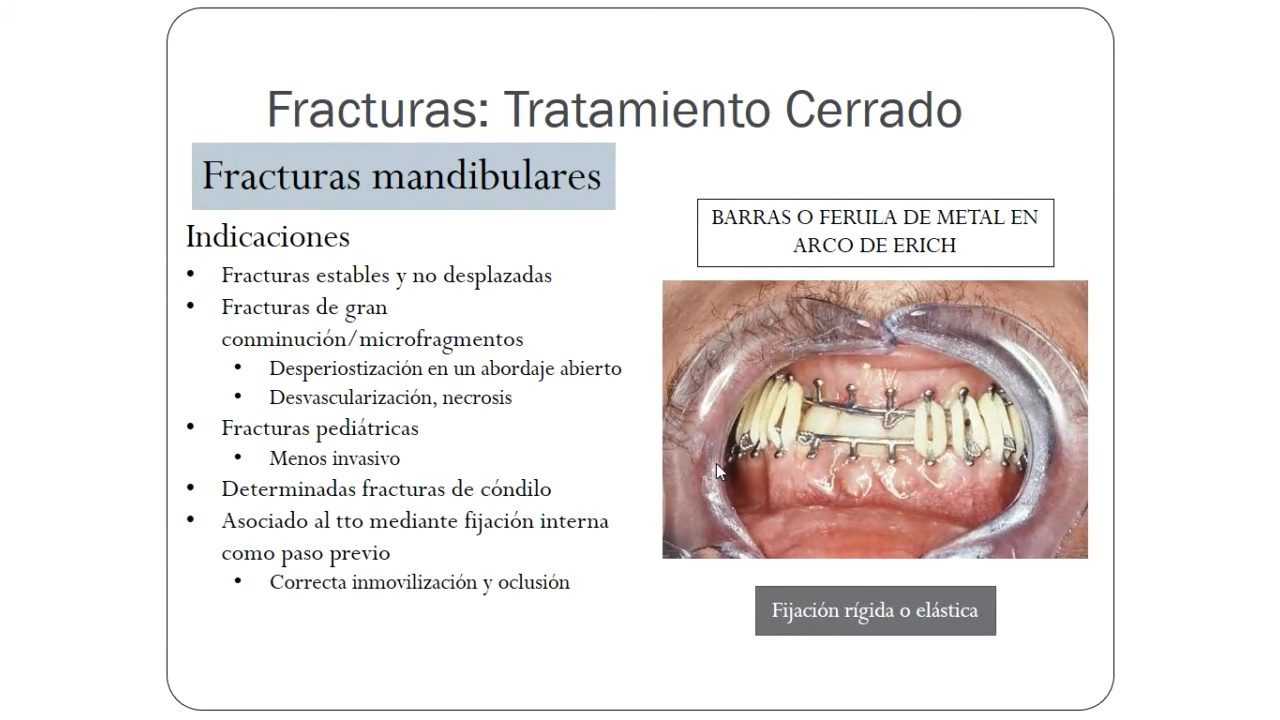 Fracturas: Tratamiento Cerrado
Fracturas mandibulares
Indicaciones
• Fracturas estables y no desplazadas
• Fracturas de gran
conminución/microfragmentos
• Desperiostización en un abordaje abierto
• Desvascularización, necrosis
• Fracturas pediátricas
• Menos invasivo
• Determinadas fracturas de cóndilo
• Asociado al tto mediante fijación interna
como paso previo
• Correcta inmovilización y oclusión
BARRAS O FERULA DE METAL EN
ARCO DE ERICH
Fijación rígida o elástica